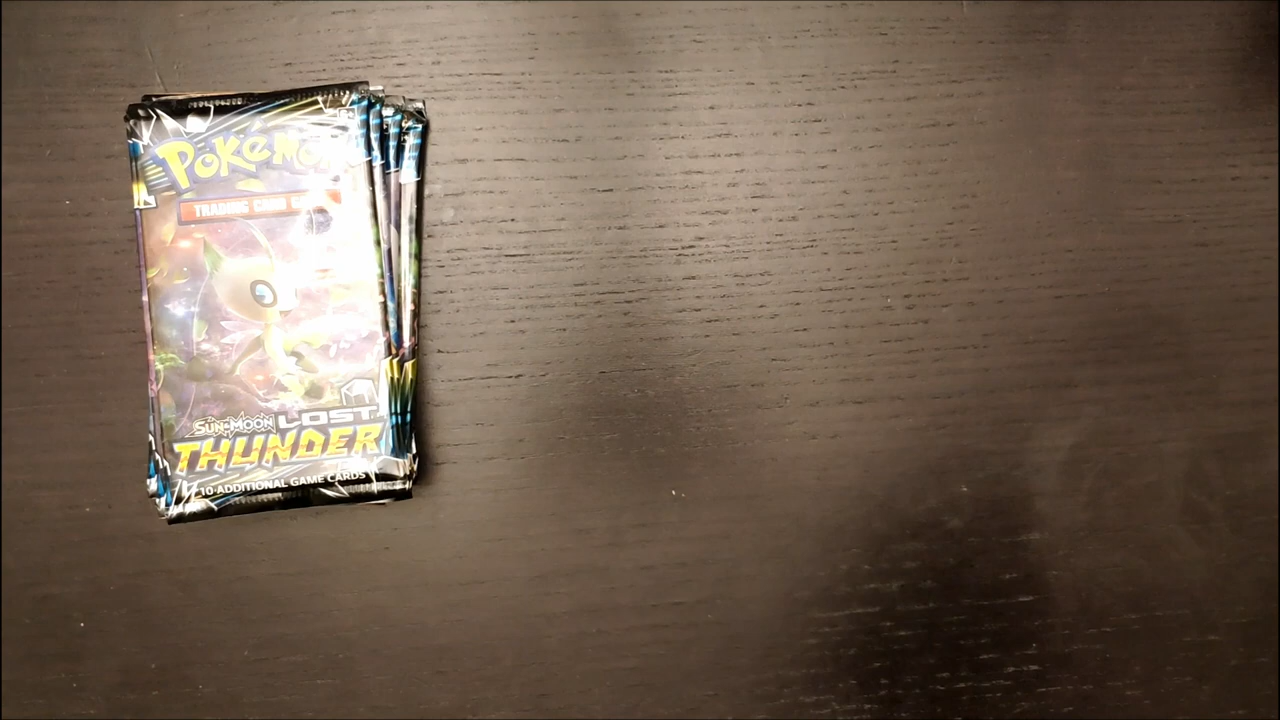 POKéMON
TRADING CARD GAME
SUN & MOON LOST
THUNDER
10 ADDITIONAL GAME CARDS